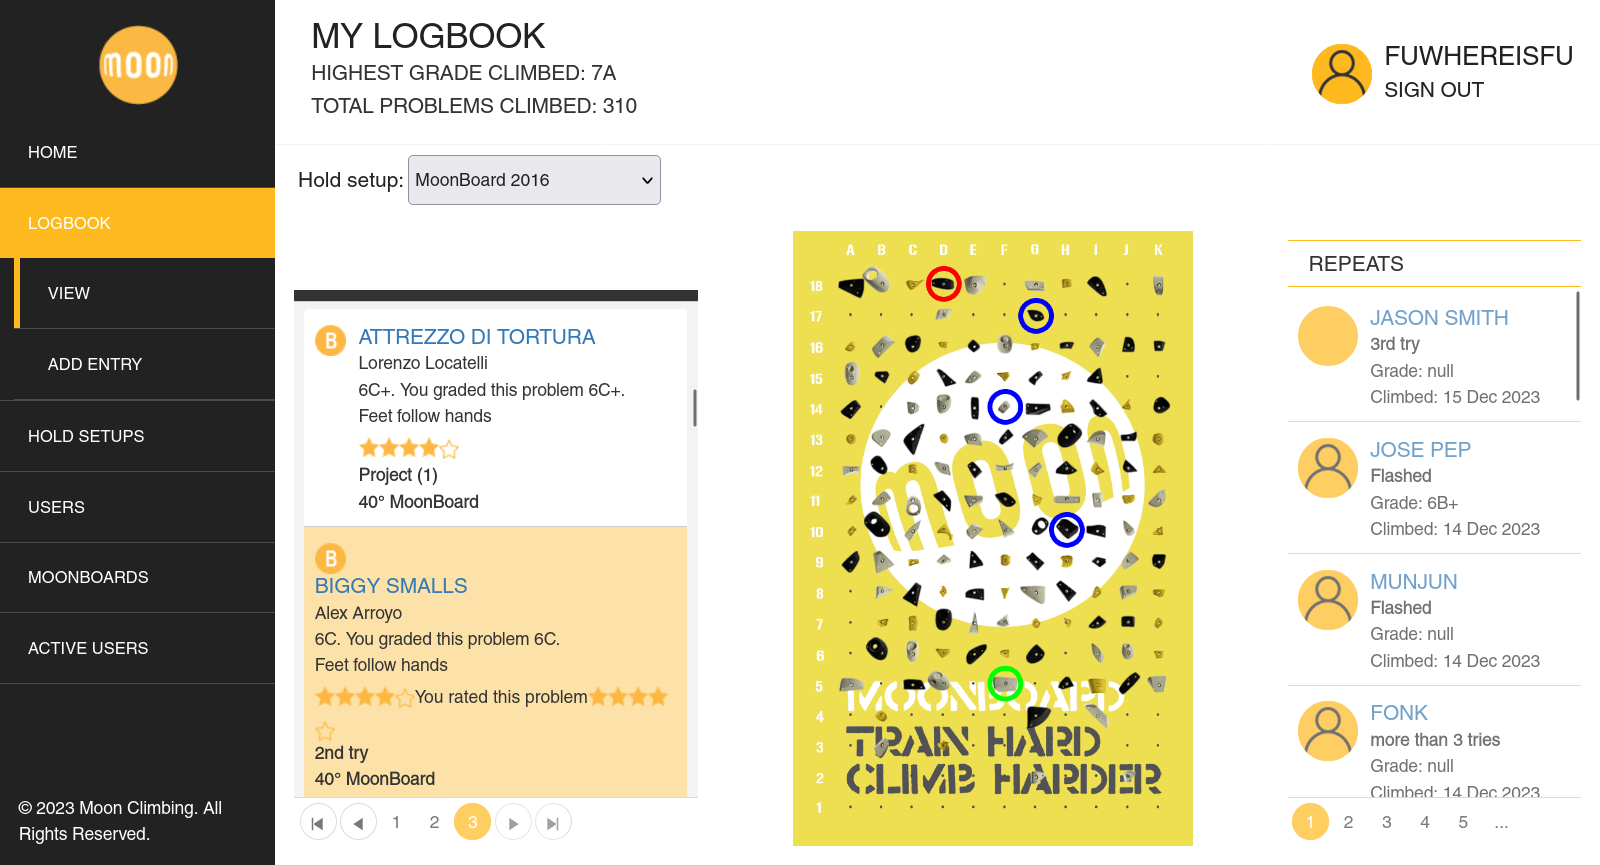 moon
HOME
LOGBOOK
VIEW
ADD ENTRY
HOLD SETUPS
USERS
MOONBOARDS
ACTIVE USERS
© 2023 Moon Climbing. All
Rights Reserved.
MY LOGBOOK
HIGHEST GRADE CLIMBED: 7A
TOTAL PROBLEMS CLIMBED: 310
FUWHEREISFU
SIGN OUT
Hold setup: MoonBoard 2016
B
ATTREZZO DI TORTURA
Lorenzo Locatelli
6C+. You graded this problem 6C+.
Feet follow hands
Project (1)
40° MoonBoard
B
BIGGY SMALLS
Alex Arroyo
6C. You graded this problem 6C.
Feet follow hands
You rated this problem
2nd try
40° MoonBoard
1 2 3
A B C D E F G H I J K
18
17
16
15
14
13
12
11
10
9
8
7
6
5
4
3
2
1
moon
MOONBOARD
TRAIN HARD
CLIMB HARDER
REPEATS
JASON SMITH
3rd try
Grade: null
Climbed: 15 Dec 2023
JOSE PEP
Flashed
Grade: 6B+
Climbed: 14 Dec 2023
MUNJUN
Flashed
Grade: null
Climbed: 14 Dec 2023
FONK
more than 3 tries
Grade: null
Climbed: 14 Dec 2023
1 2 3 4 5 ...